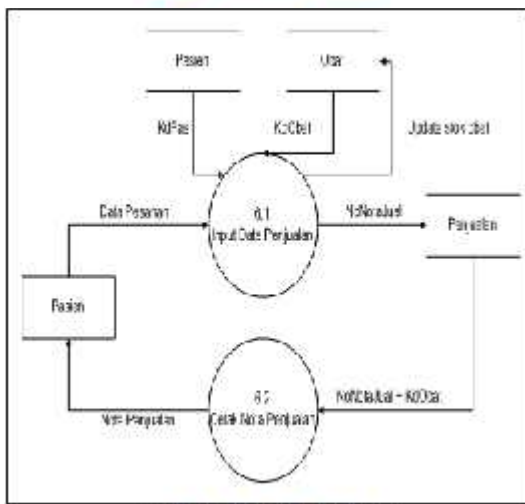 Pasien
Obat
KdPas
KdObat
Update stok obat
Data Pesanan
6.1
Input Data Penjualan
NoNotaJual
Penjualan
Pasien
6.2
Cetak Nota Penjualan
Nota Penjualan
NoNotaJual + KdObat